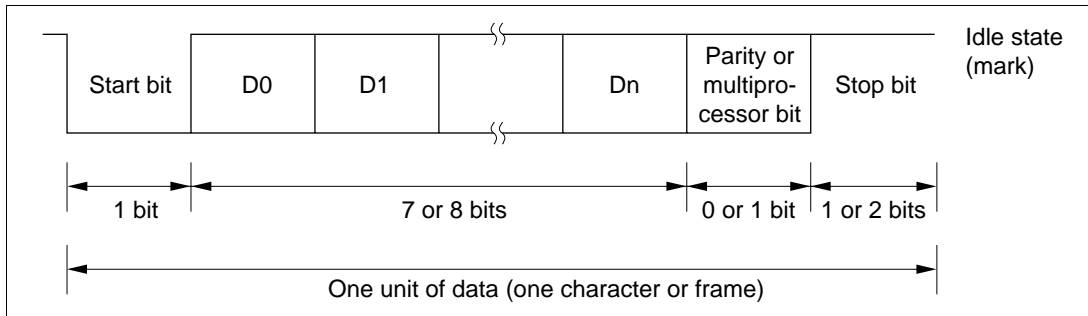 Idle state
(mark)
Start bit
D0
D1
Dn
Parity or
multipro-
cessor bit
Stop bit
1 bit
7 or 8 bits
0 or 1 bit
1 or 2 bits
One unit of data (one character or frame)